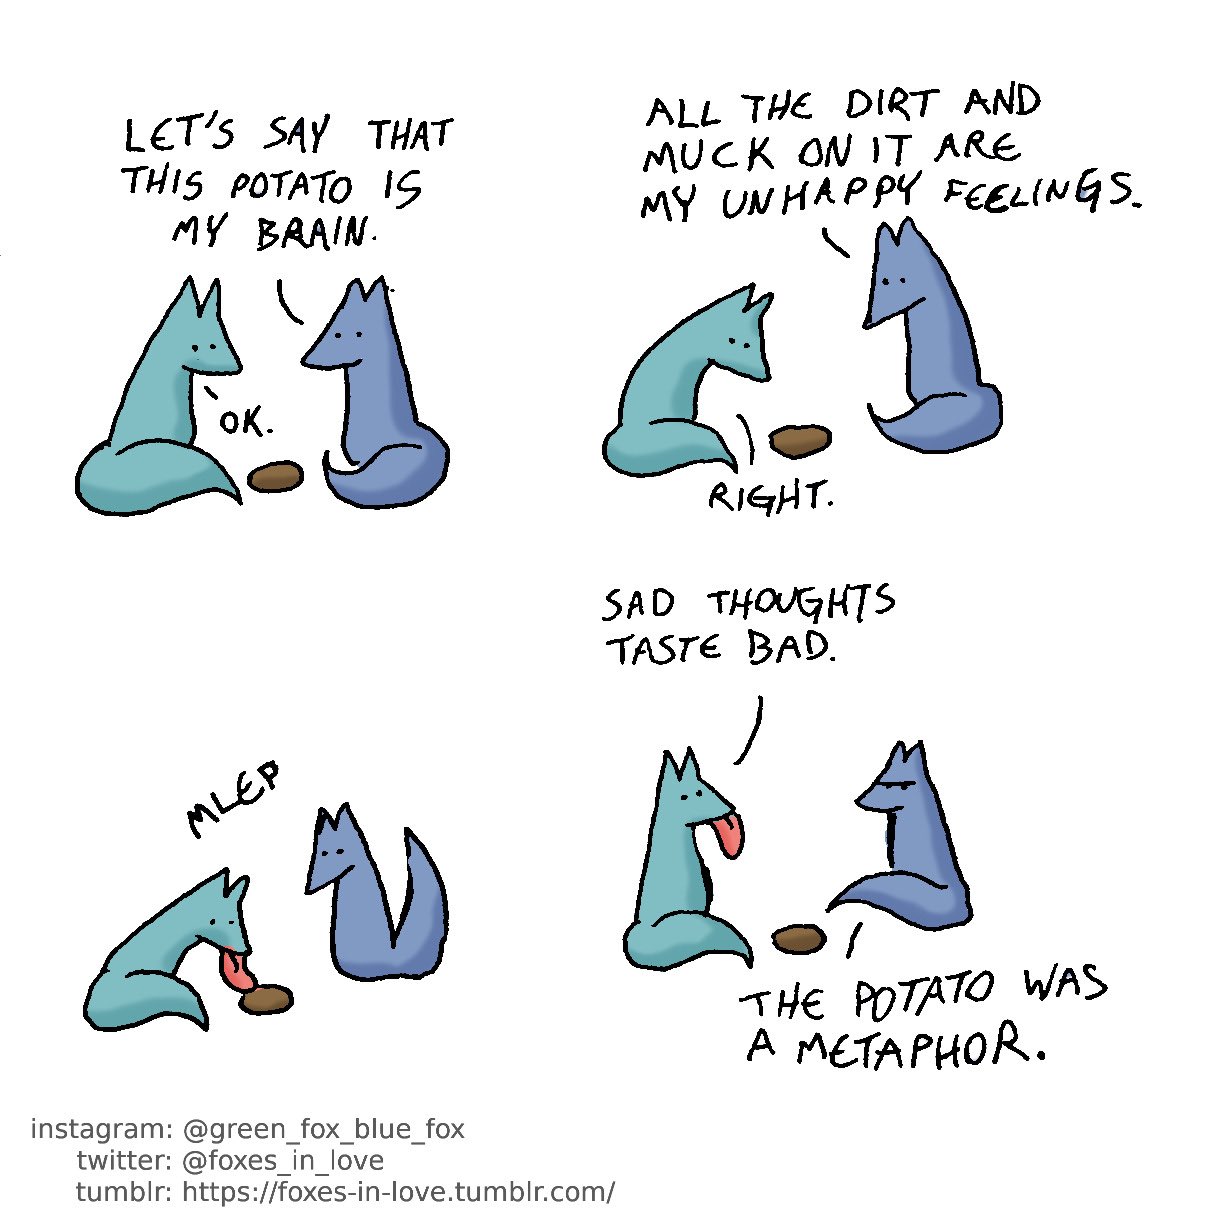 LET'S SAY THAT
THIS POTATO IS
MY BRAIN.
OK.
ALL THE DIRT AND
MUCK ON IT ARE
MY UNHAPPY FEELINGS.
RIGHT.
MLEP
SAD THOUGHTS
TASTE BAD.
THE POTATO WAS
A METAPHOR.
instagram: @green_fox_blue_fox
twitter: @foxes_in_love
tumblr: https://foxes-in-love.tumblr.com/